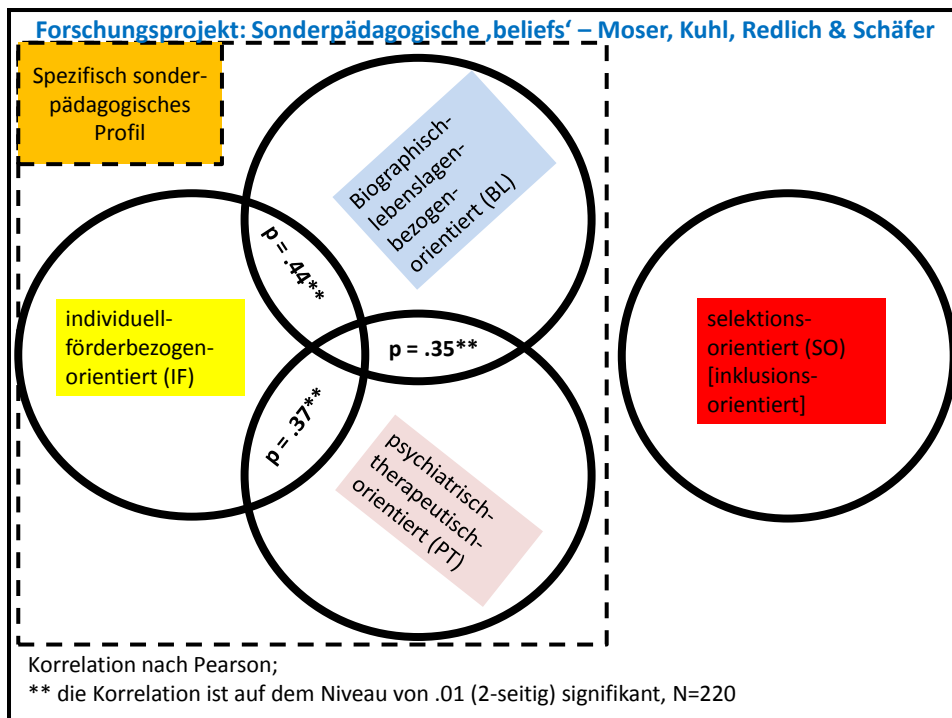 Forschungsprojekt: Sonderpädagogische ‚beliefs‘ – Moser, Kuhl, Redlich & Schäfer
Spezifisch sonder-
pädagogisches
Profil
Biographisch-
lebenslagen-
bezogen-
orientiert (BL)
p = .44**
individuell-
förderbezogen-
orientiert (IF)
p = .35**
selektions-
orientiert (SO)
[inklusions-
orientiert]
p = .37**
psychiatrisch-
therapeutisch-
orientiert (PT)
Korrelation nach Pearson;
** die Korrelation ist auf dem Niveau von .01 (2-seitig) signifikant, N=220